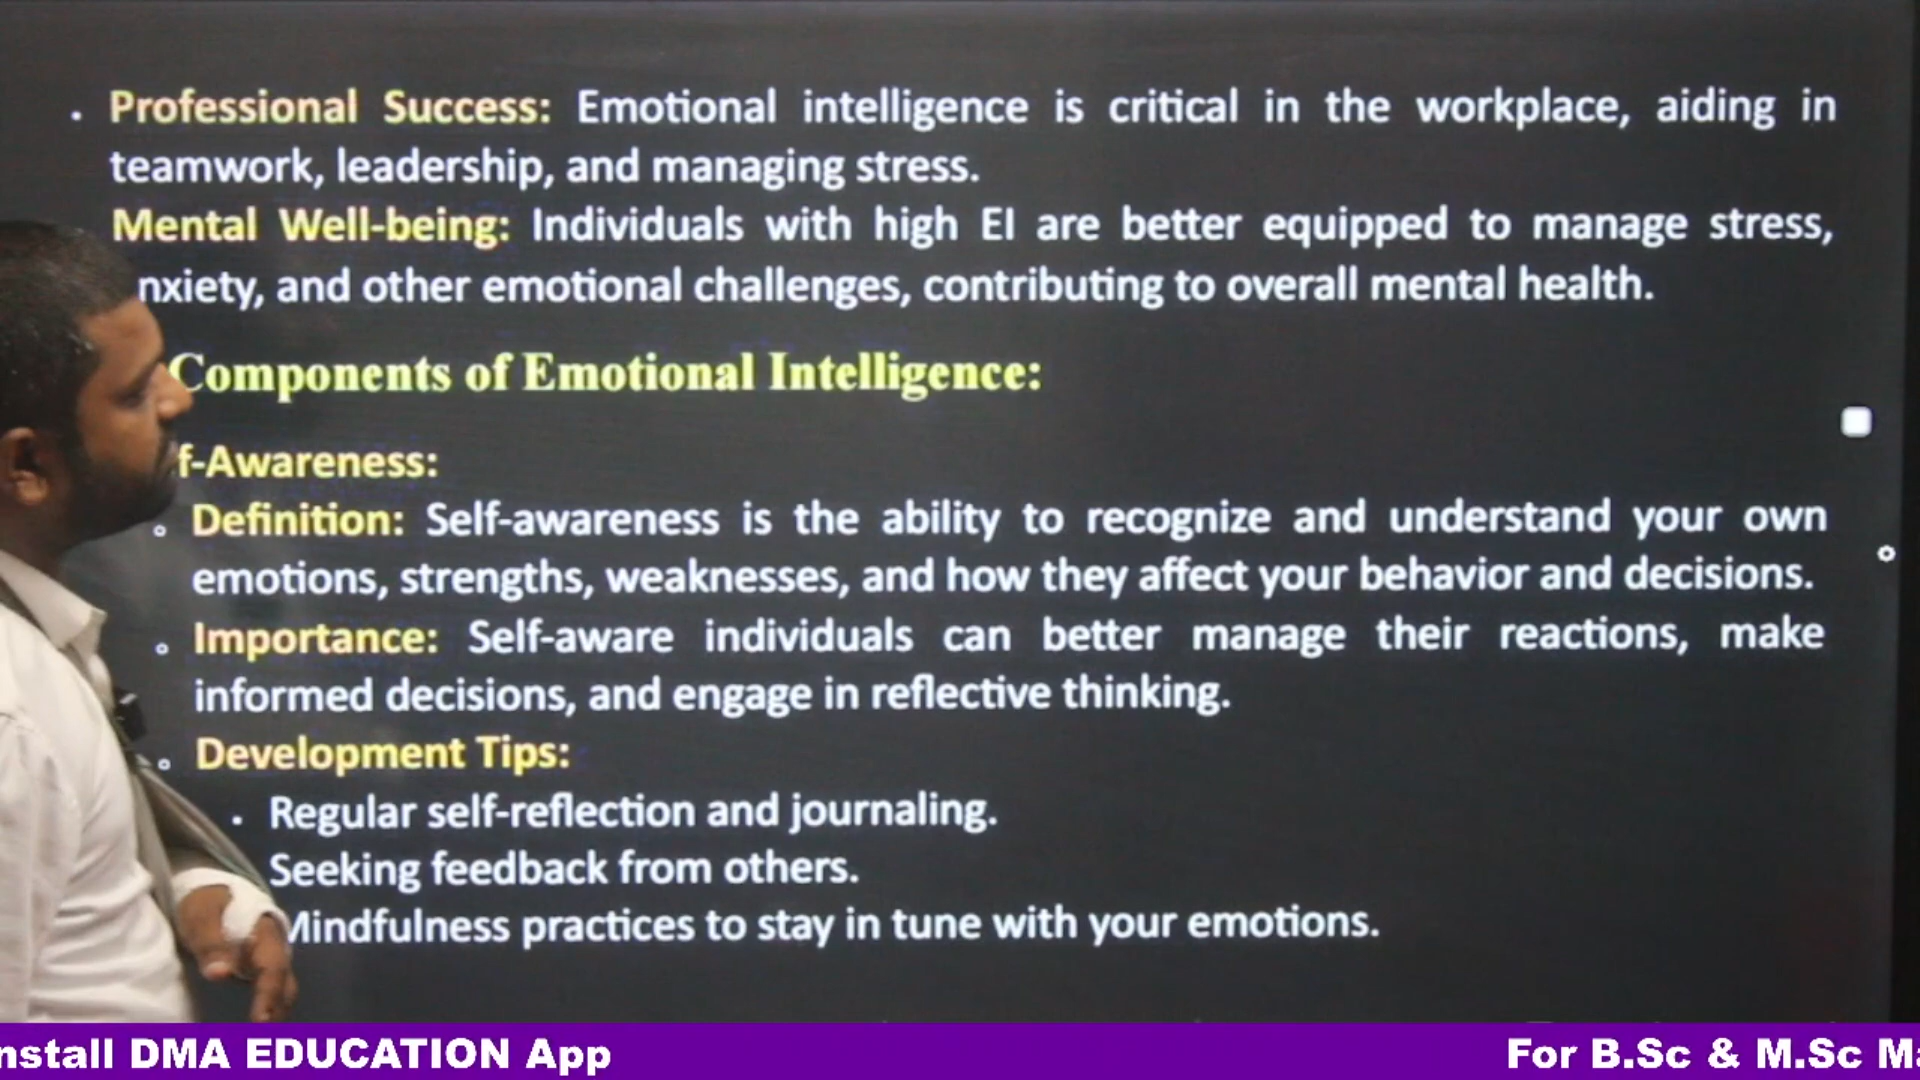 • Professional Success: Emotional intelligence is critical in the workplace, aiding in
teamwork, leadership, and managing stress.
Mental Well-being: Individuals with high EI are better equipped to manage stress,
nxiety, and other emotional challenges, contributing to overall mental health.
Components of Emotional Intelligence:
f-Awareness:
◦ Definition: Self-awareness is the ability to recognize and understand your own
emotions, strengths, weaknesses, and how they affect your behavior and decisions.
◦ Importance: Self-aware individuals can better manage their reactions, make
informed decisions, and engage in reflective thinking.
◦ Development Tips:
• Regular self-reflection and journaling.
Seeking feedback from others.
Mindfulness practices to stay in tune with your emotions.
nstall DMA EDUCATION App For B.Sc & M.Sc Ma